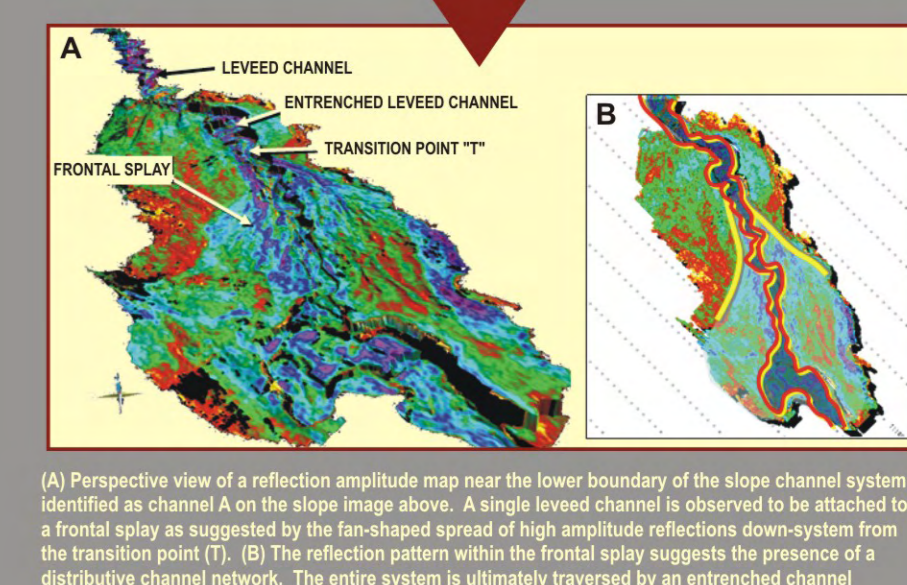 A
LEVEED CHANNEL
ENTRENCHED LEVEED CHANNEL
TRANSITION POINT "T"
FRONTAL SPLAY
B
(A) Perspective view of a reflection amplitude map near the lower boundary of the slope channel system
identified as channel A on the slope image above. A single leveed channel is observed to be attached to
a frontal splay as suggested by the fan-shaped spread of high amplitude reflections down-system from
the transition point (T). (B) The reflection pattern within the frontal splay suggests the presence of a
distributive channel network. The entire system is ultimately traversed by an entrenched channel